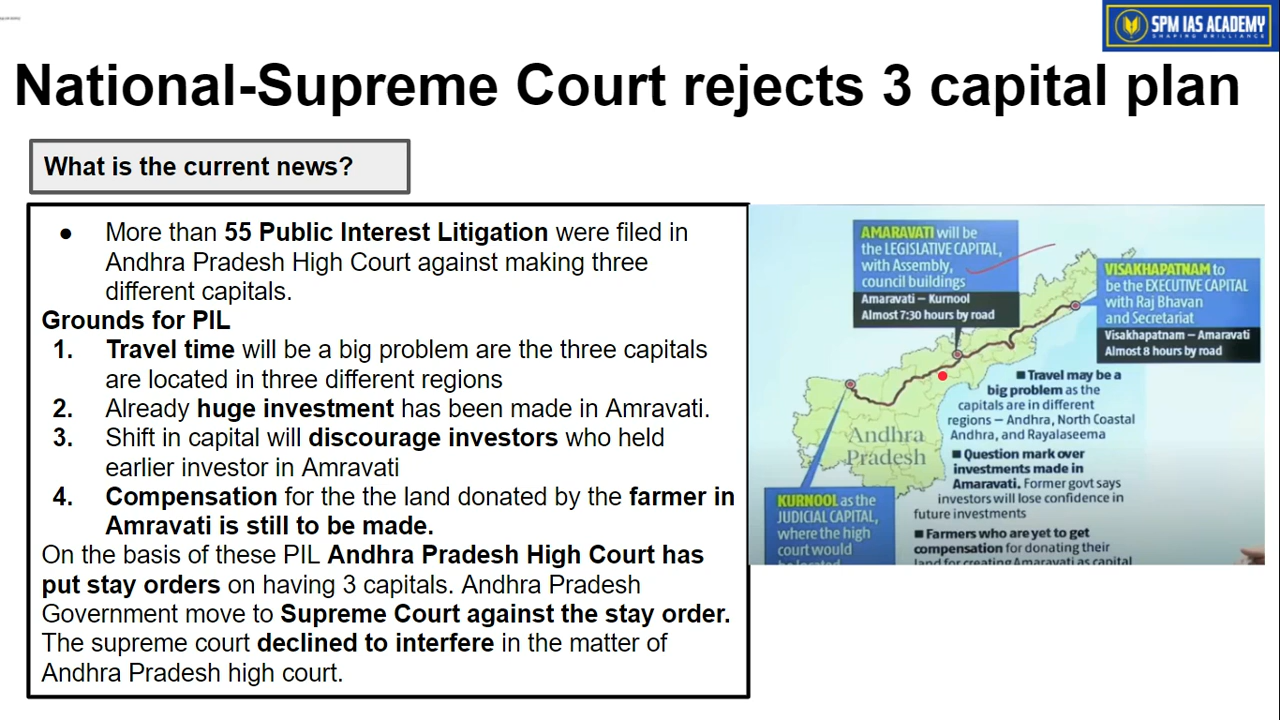 SPM IAS ACADEMY
SHAPING BRILLIANCE
National-Supreme Court rejects 3 capital plan
What is the current news?
● More than 55 Public Interest Litigation were filed in
Andhra Pradesh High Court against making three
different capitals.
Grounds for PIL
1. Travel time will be a big problem are the three capitals
are located in three different regions
2. Already huge investment has been made in Amravati.
3. Shift in capital will discourage investors who held
earlier investor in Amravati
4. Compensation for the the land donated by the farmer in
Amravati is still to be made.
On the basis of these PIL Andhra Pradesh High Court has
put stay orders on having 3 capitals. Andhra Pradesh
Government move to Supreme Court against the stay order.
The supreme court declined to interfere in the matter of
Andhra Pradesh high court.
AMARAVATI will be
the LEGISLATIVE CAPITAL,
with Assembly,
council buildings
Amaravati – Kurnool
Almost 7:30 hours by road
VISAKHAPATNAM to
be the EXECUTIVE CAPITAL
with Raj Bhavan
and Secretariat
Visakhapatnam – Amaravati
Almost 8 hours by road
Andhra
Pradesh
KURNOOL as the
JUDICIAL CAPITAL,
where the high
court would
be located
■ Travel may be a
big problem as the
capitals are in different
regions – Andhra, North Coastal
Andhra, and Rayalaseema
■ Question mark over
investments made in
Amaravati. Former govt says
investors will lose confidence in
future investments
■ Farmers who are yet to get
compensation for donating their
land for creating Amaravati as capital